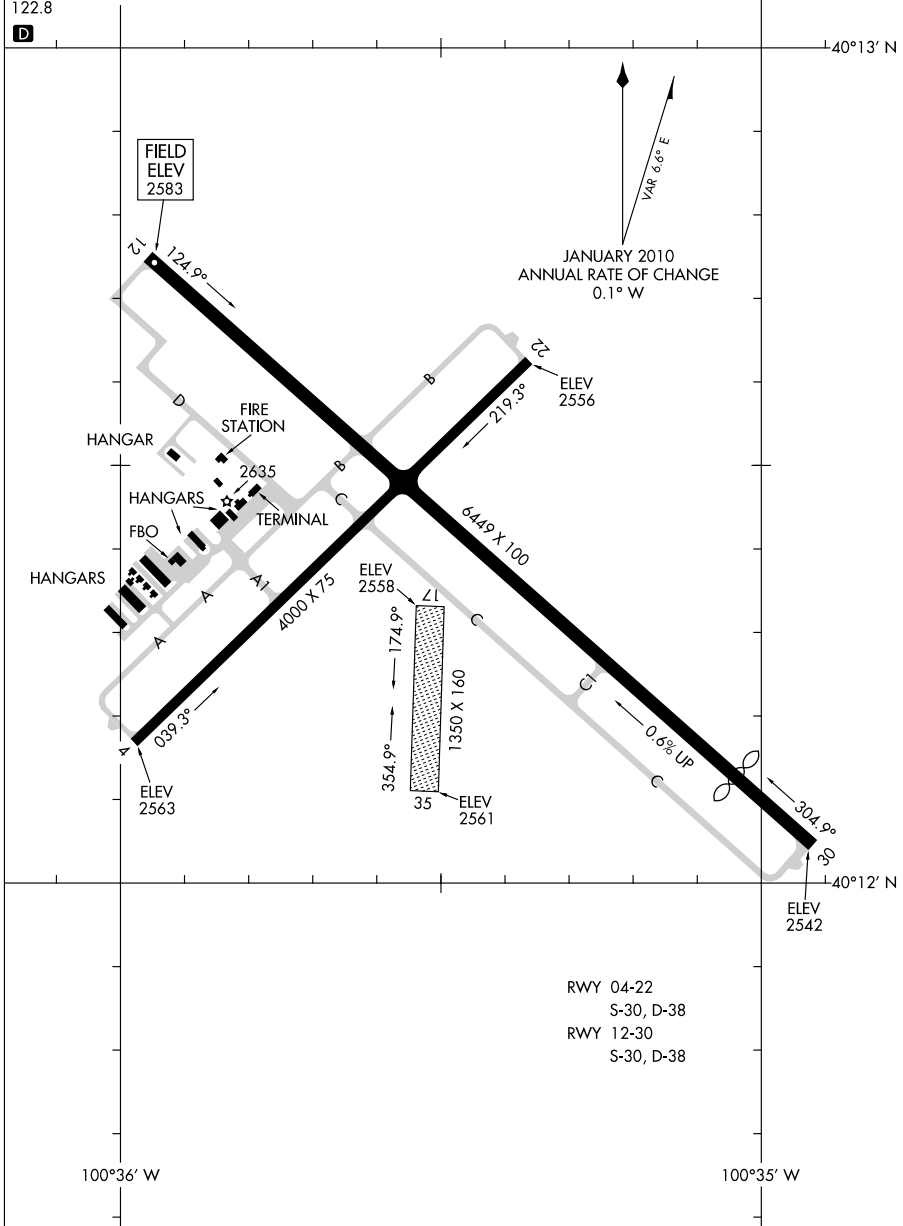 122.8
D
40°13' N
FIELD
ELEV
2583
VAR 6.6° E
JANUARY 2010
ANNUAL RATE OF CHANGE
0.1° W
12
124.9°
22
ELEV
2556
B
219.3°
D
FIRE
STATION
HANGAR
B
2635
HANGARS
C
TERMINAL
6449 X 100
FBO
HANGARS
A1
A
4000 X 75
ELEV
2558
17
174.9°
C
A
1350 X 160
C1
039.3°
354.9°
0.6% UP
4
C
ELEV
2563
35
ELEV
2561
304.9°
30
40°12' N
ELEV
2542
RWY 04-22
S-30, D-38
RWY 12-30
S-30, D-38
100°36' W
100°35' W